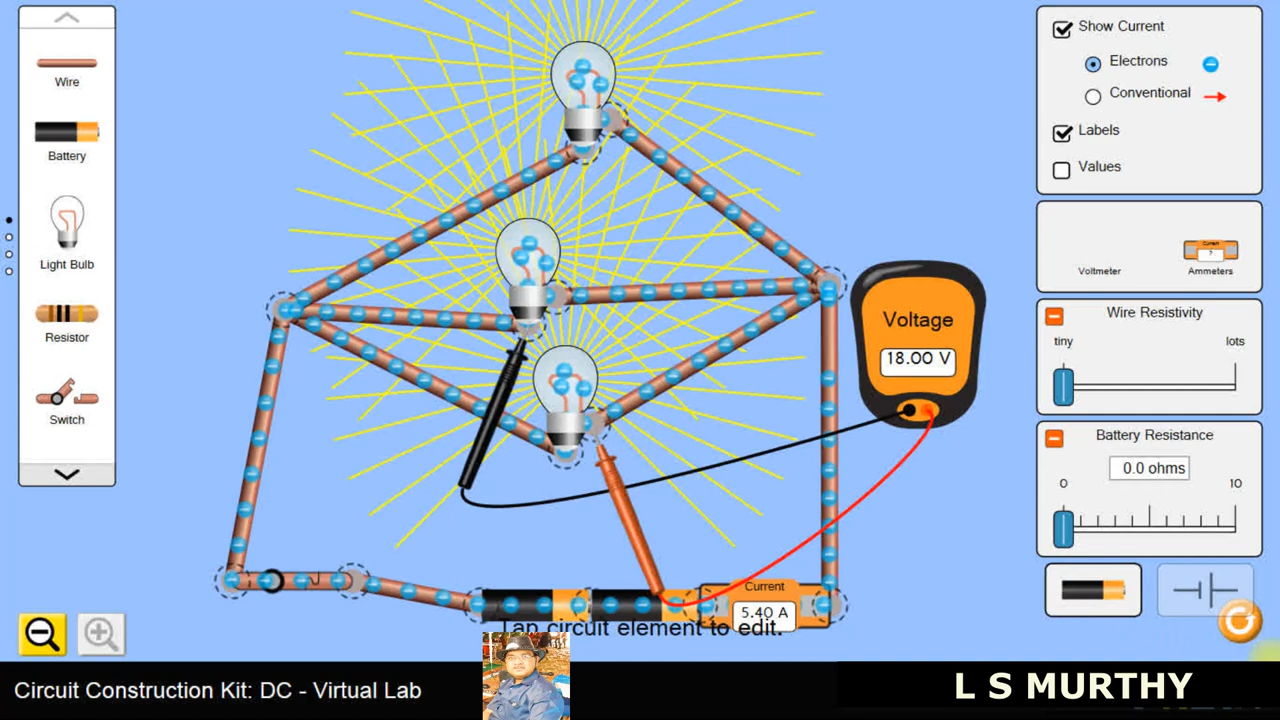 Wire
Battery
Light Bulb
Resistor
Switch
Show Current
Electrons
Conventional
Labels
Values
Voltmeter
Current
?
Ammeters
Wire Resistivity
tiny
lots
Battery Resistance
0.0 ohms
0
10
Voltage
18.00 V
Current
5.40 A
Tap circuit element to edit.
Circuit Construction Kit: DC - Virtual Lab
L S MURTHY